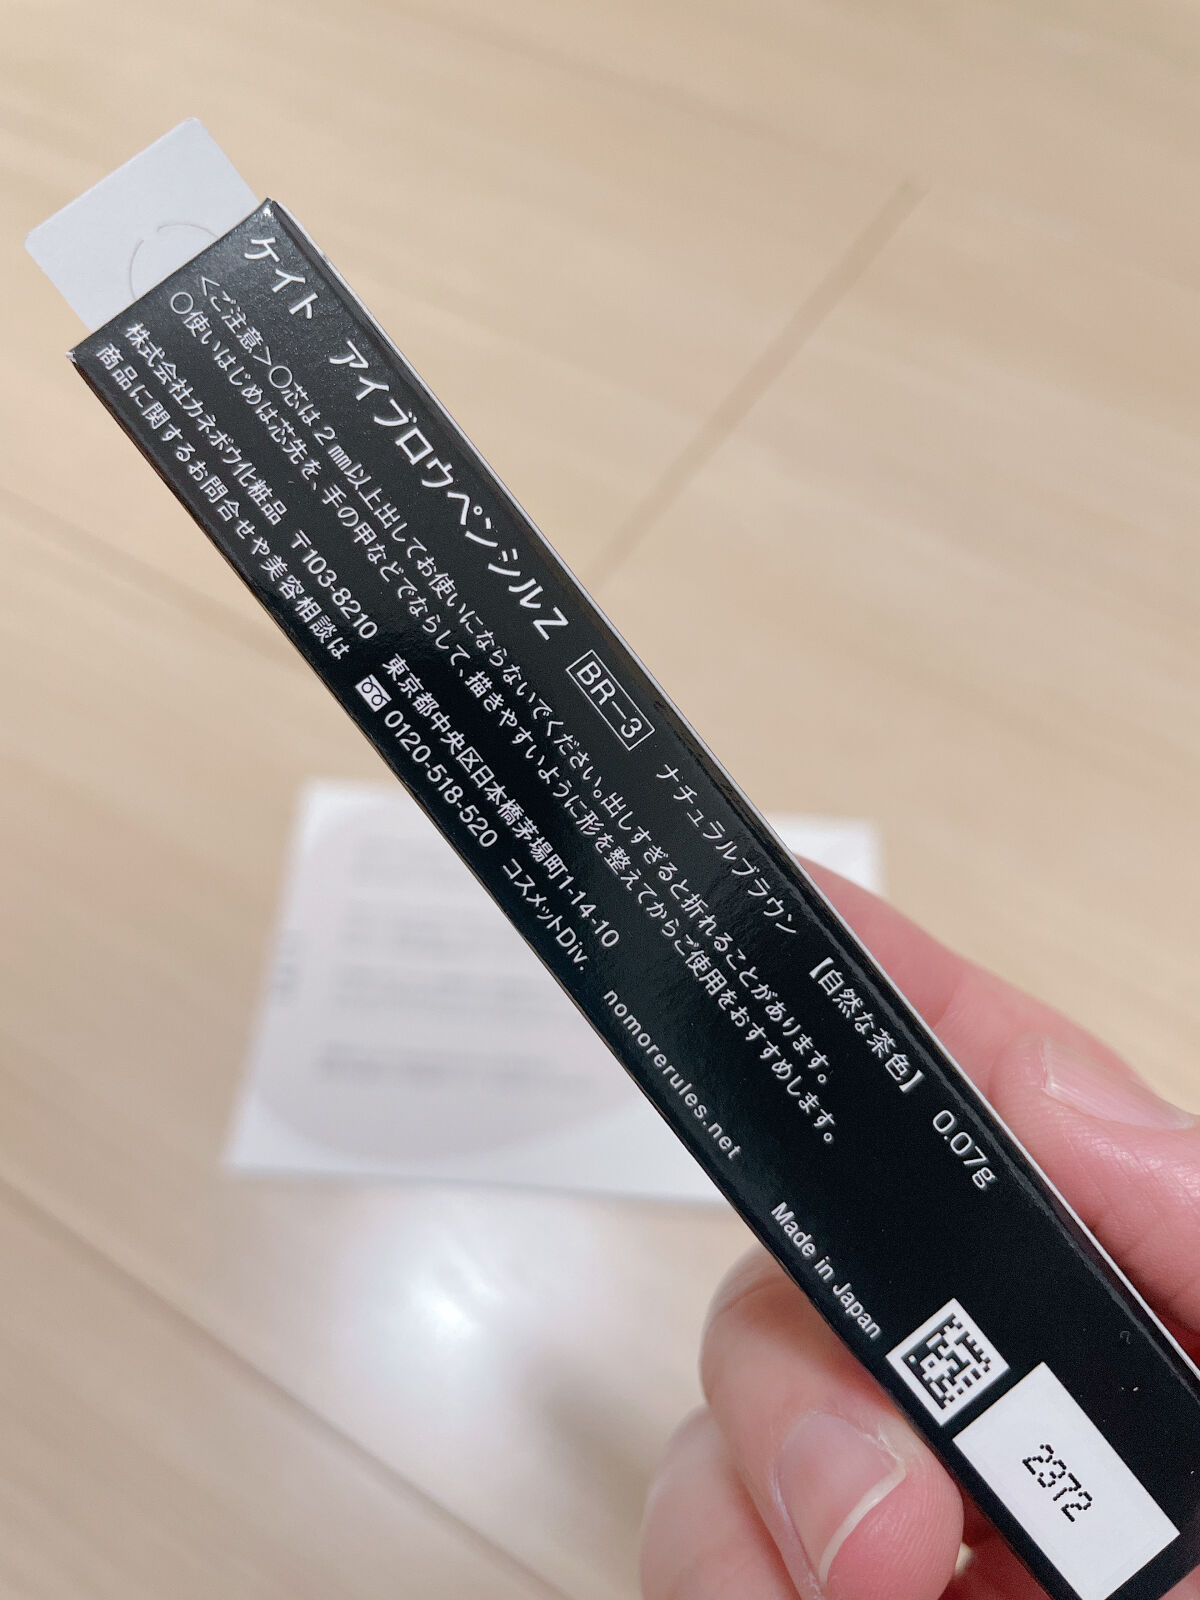 ケイト アイブロウペンシルZ BR-3 ナチュラルブラウン 【自然な茶色】 0.07g
<ご注意>○芯は2mm以上出してお使いにならないでください。出しすぎると折れることがあります。
○使いはじめは芯先を、手の甲などでならして、描きやすいように形を整えてからご使用をおすすめします。
株式会社カネボウ化粧品 〒103-8210 東京都中央区日本橋茅場町1-14-10
商品に関するお問合せや美容相談は 0120-518-520 コスメットDiv. nomorerules.net
Made in Japan
2372